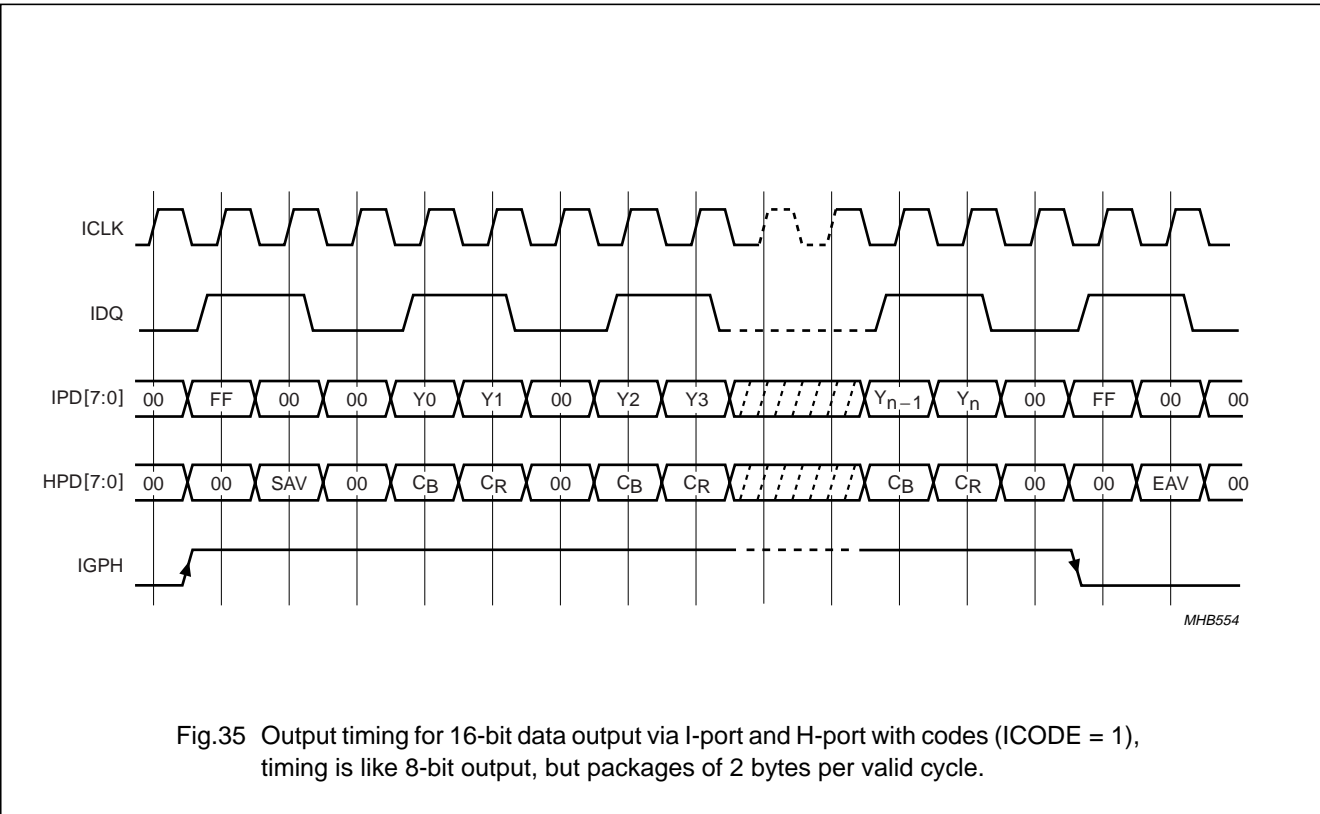 ICLK
IDQ
IPD[7:0] 00 FF 00 00 Y0 Y1 00 Y2 Y3 Yn−1 Yn 00 FF 00 00
HPD[7:0] 00 00 SAV 00 CB CR 00 CB CR CB CR 00 00 EAV 00
IGPH
MHB554
Fig.35 Output timing for 16-bit data output via I-port and H-port with codes (ICODE = 1),
timing is like 8-bit output, but packages of 2 bytes per valid cycle.